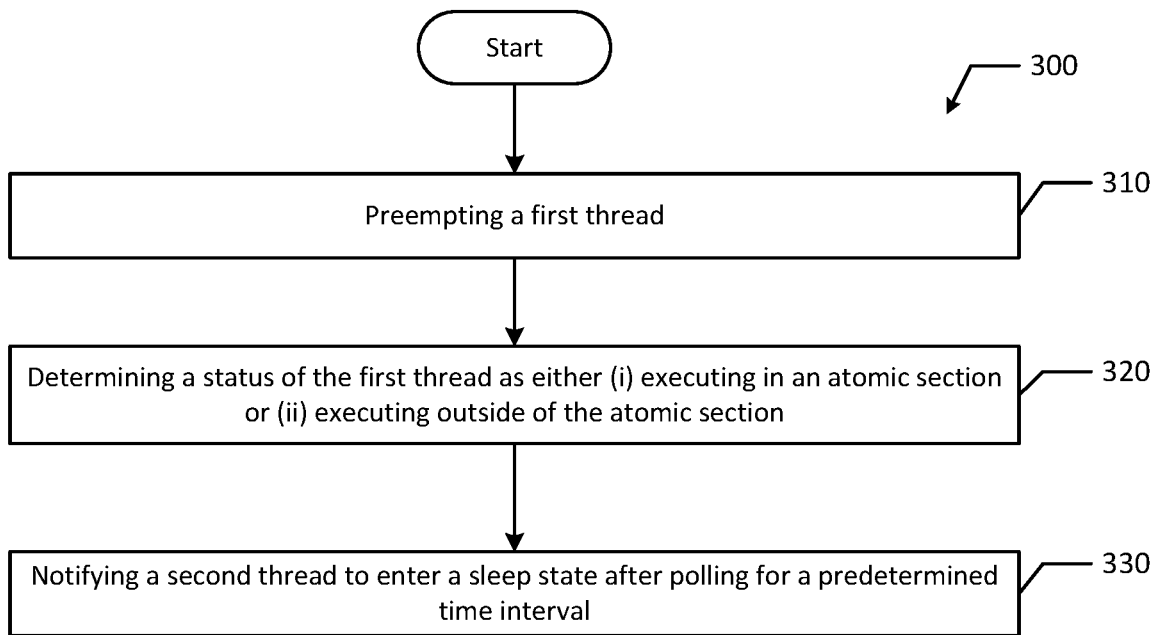 Start
300
310
Preempting a first thread
320
Determining a status of the first thread as either (i) executing in an atomic section
or (ii) executing outside of the atomic section
330
Notifying a second thread to enter a sleep state after polling for a predetermined
time interval